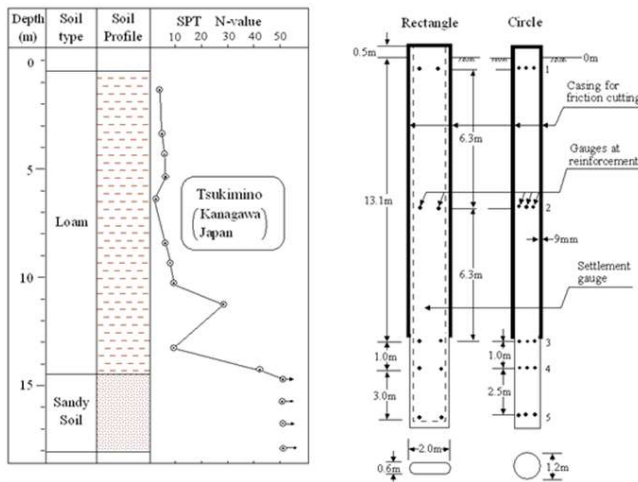 Depth
(m)
Soil
type
Soil
Profile
SPT N-value
10 20 30 40 50
0
5
10
15
Loam
Sandy
Soil
Tsukimino
(Kanagawa)
Japan
Rectangle
Circle
0.5m
0m
13.1m
6.3m
6.3m
1.0m
3.0m
1.0m
2.5m
1
2
3
4
5
Casing for
friction cutting
Gauges at
reinforcement
9mm
Settlement
gauge
2.0m
0.6m
1.2m